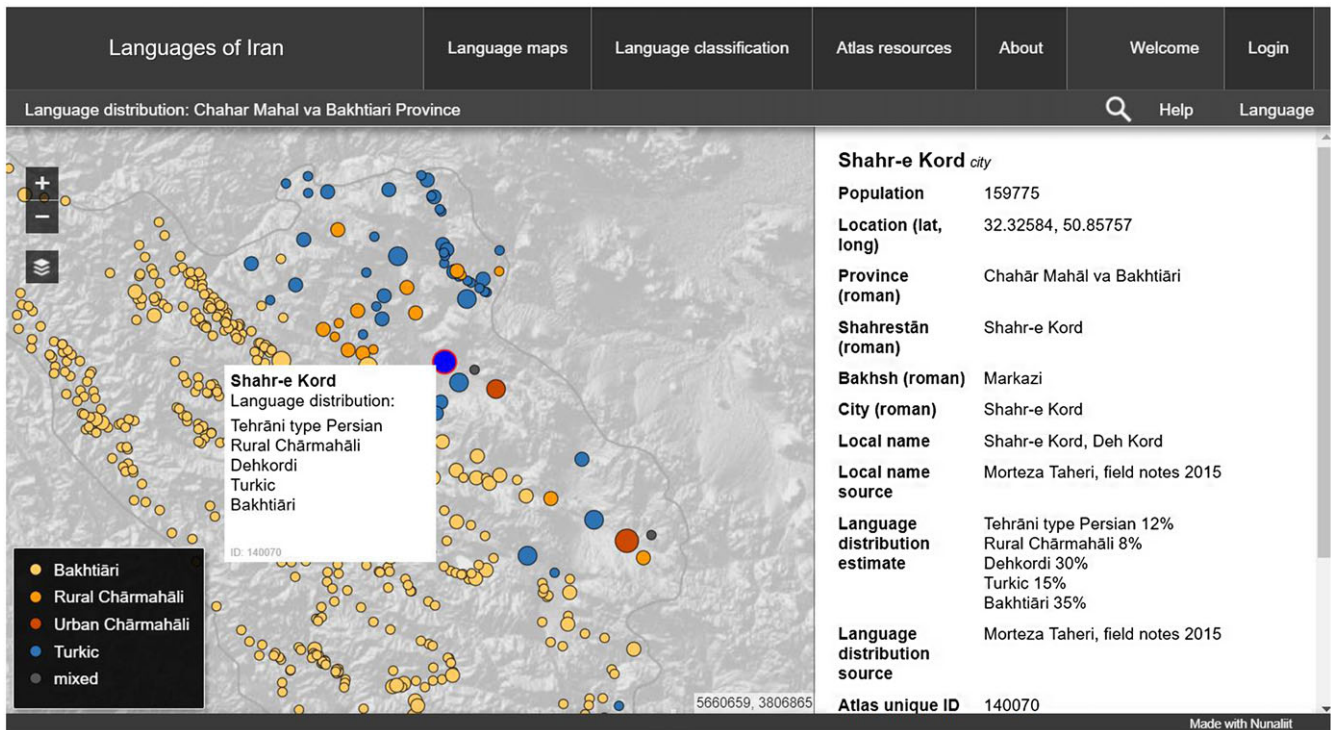 Languages of Iran
Language maps
Language classification
Atlas resources
About
Welcome
Login
Language distribution: Chahar Mahal va Bakhtiari Province
Help
Language
+
−
Shahr-e Kord
Language distribution:
Tehrāni type Persian
Rural Chārmahāli
Dehkordi
Turkic
Bakhtiāri
ID: 140070
Bakhtiāri
Rural Chārmahāli
Urban Chārmahāli
Turkic
mixed
5660659, 3806865
Shahr-e Kord city
Population 159775
Location (lat, 32.32584, 50.85757
long)
Province Chahār Mahāl va Bakhtiāri
(roman)
Shahrestān Shahr-e Kord
(roman)
Bakhsh (roman) Markazi
City (roman) Shahr-e Kord
Local name Shahr-e Kord, Deh Kord
Local name Morteza Taheri, field notes 2015
source
Language Tehrāni type Persian 12%
distribution Rural Chārmahāli 8%
estimate Dehkordi 30%
Turkic 15%
Bakhtiāri 35%
Language Morteza Taheri, field notes 2015
distribution
source
Atlas unique ID 140070
Made with Nunaliit